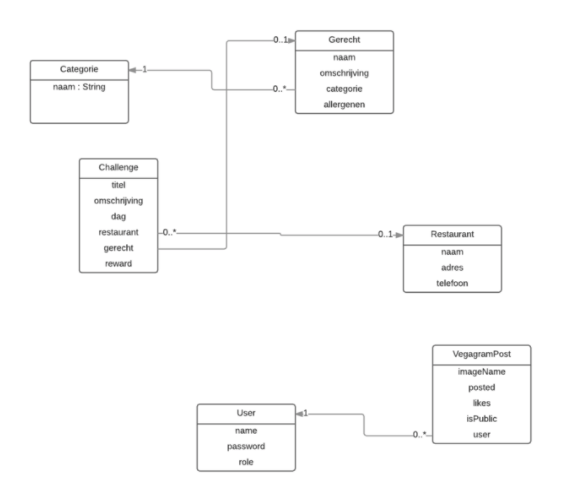 Gerecht
naam
omschrijving
categorie
allergenen
0..1
0..*
Categorie
naam : String
1
Challenge
titel
omschrijving
dag
restaurant
gerecht
reward
0..*
0..1
Restaurant
naam
adres
telefoon
VegagramPost
imageName
posted
likes
isPublic
user
User
name
password
role
1
0..*